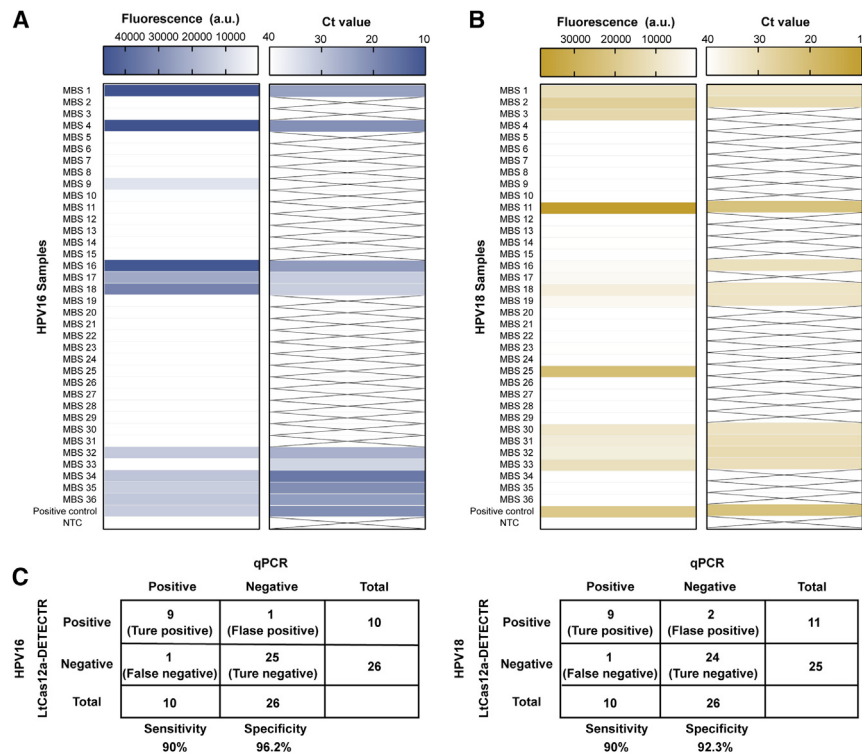 A
Fluorescence (a.u.)
40000 30000 20000 10000
Ct value
40 30 20 10
HPV16 Samples
MBS 1
MBS 2
MBS 3
MBS 4
MBS 5
MBS 6
MBS 7
MBS 8
MBS 9
MBS 10
MBS 11
MBS 12
MBS 13
MBS 14
MBS 15
MBS 16
MBS 17
MBS 18
MBS 19
MBS 20
MBS 21
MBS 22
MBS 23
MBS 24
MBS 25
MBS 26
MBS 27
MBS 28
MBS 29
MBS 30
MBS 31
MBS 32
MBS 33
MBS 34
MBS 35
MBS 36
Positive control
NTC
B
Fluorescence (a.u.)
30000 20000 10000
Ct value
40 30 20 10
HPV18 Samples
MBS 1
MBS 2
MBS 3
MBS 4
MBS 5
MBS 6
MBS 7
MBS 8
MBS 9
MBS 10
MBS 11
MBS 12
MBS 13
MBS 14
MBS 15
MBS 16
MBS 17
MBS 18
MBS 19
MBS 20
MBS 21
MBS 22
MBS 23
MBS 24
MBS 25
MBS 26
MBS 27
MBS 28
MBS 29
MBS 30
MBS 31
MBS 32
MBS 33
MBS 34
MBS 35
MBS 36
Positive control
NTC
C
qPCR
Positive Negative Total
HPV16
LtCas12a-DETECTR
Positive 9 1 10
(Ture positive) (Flase positive)
Negative 1 25 26
(False negative) (Ture negative)
Total 10 26
Sensitivity Specificity
90% 96.2%
qPCR
Positive Negative Total
HPV18
LtCas12a-DETECTR
Positive 9 2 11
(Ture positive) (Flase positive)
Negative 1 24 25
(False negative) (Ture negative)
Total 10 26
Sensitivity Specificity
90% 92.3%